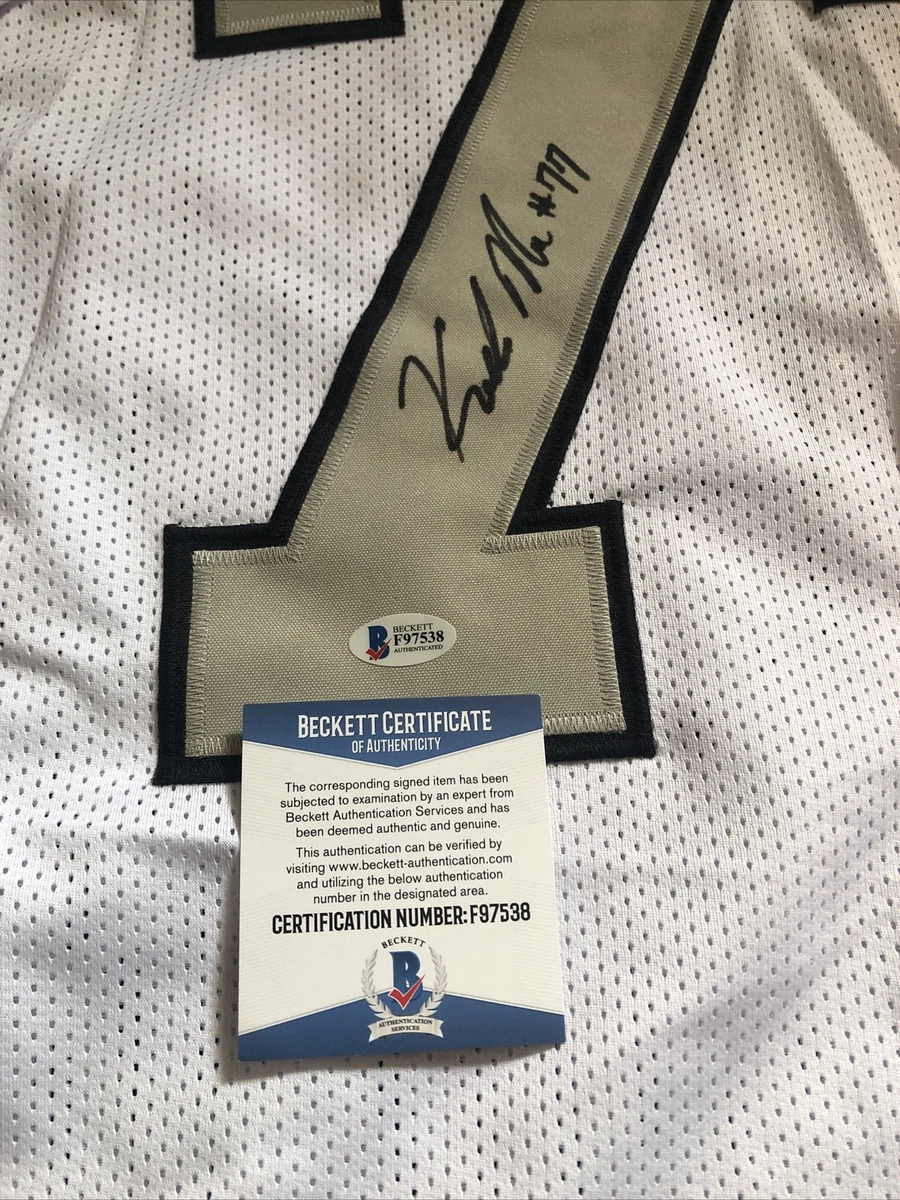 #77
BECKETT
F97538
AUTHENTICATED
BECKETT CERTIFICATE
OF AUTHENTICITY
The corresponding signed item has been
subjected to examination by an expert from
Beckett Authentication Services and has
been deemed authentic and genuine.
This authentication can be verified by
visiting www.beckett-authentication.com
and utilizing the below authentication
number in the designated area.
CERTIFICATION NUMBER: F97538
BECKETT
B
AUTHENTICATION
SERVICES